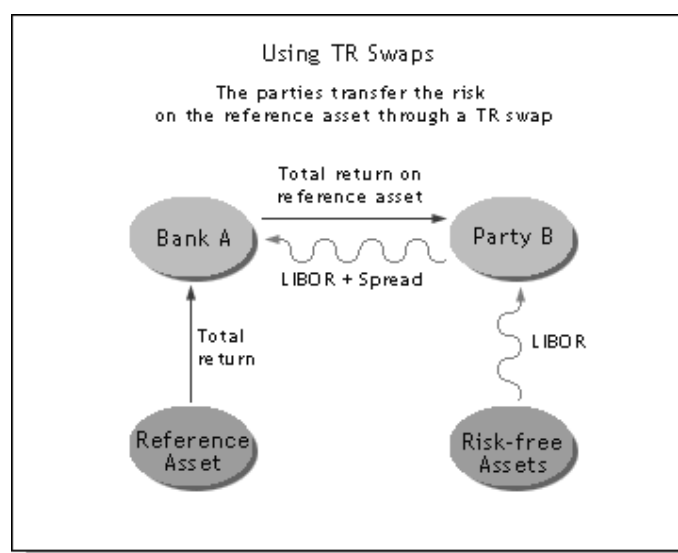 Using TR Swaps
The parties transfer the risk
on the reference asset through a TR swap
Total return on
reference asset
Bank A
Party B
LIBOR + Spread
Total
return
LIBOR
Reference
Asset
Risk-free
Assets